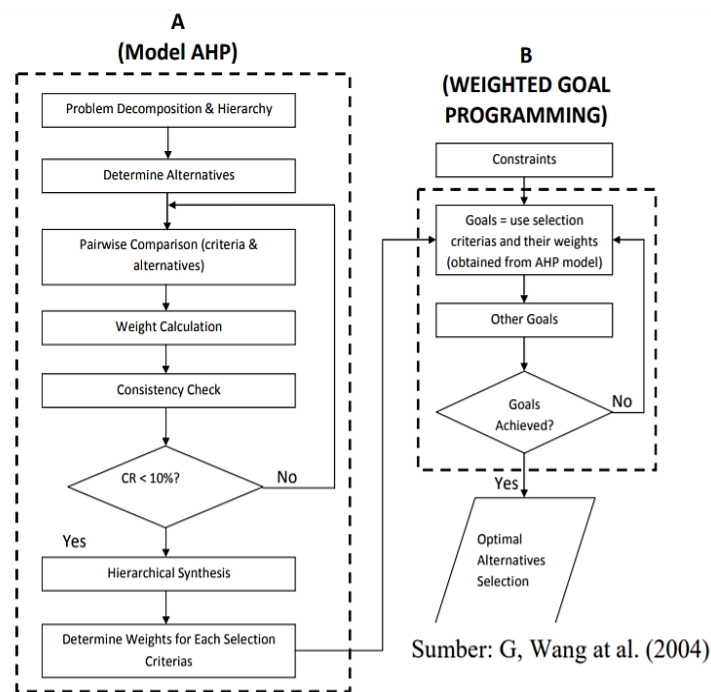 A
(Model AHP)
Problem Decomposition & Hierarchy
Determine Alternatives
Pairwise Comparison (criteria &
alternatives)
Weight Calculation
Consistency Check
CR < 10%?
No
Yes
Hierarchical Synthesis
Determine Weights for Each Selection
Criterias
B
(WEIGHTED GOAL
PROGRAMMING)
Constraints
Goals = use selection
criterias and their weights
(obtained from AHP model)
Other Goals
Goals
Achieved?
No
Yes
Optimal
Alternatives
Selection
Sumber: G, Wang at al. (2004)